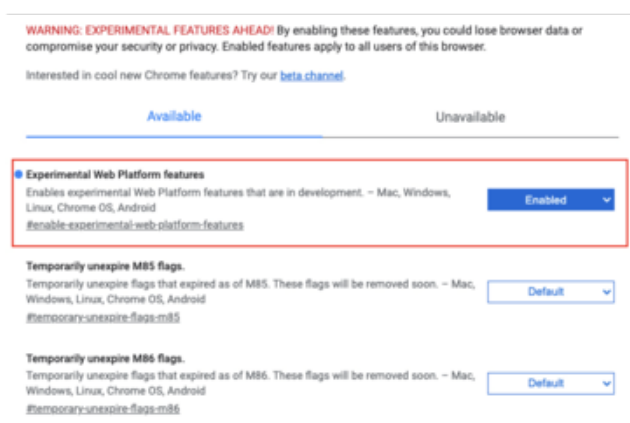 WARNING: EXPERIMENTAL FEATURES AHEAD! By enabling these features, you could lose browser data or
compromise your security or privacy. Enabled features apply to all users of this browser.
Interested in cool new Chrome features? Try our beta channel.
Available
Unavailable
Experimental Web Platform features
Enables experimental Web Platform features that are in development. – Mac, Windows,
Linux, Chrome OS, Android
#enable-experimental-web-platform-features
Enabled
Temporarily unexpire M85 flags.
Temporarily unexpire flags that expired as of M85. These flags will be removed soon. – Mac,
Windows, Linux, Chrome OS, Android
#temporary-unexpire-flags-m85
Default
Temporarily unexpire M86 flags.
Temporarily unexpire flags that expired as of M86. These flags will be removed soon. – Mac,
Windows, Linux, Chrome OS, Android
#temporary-unexpire-flags-m86
Default